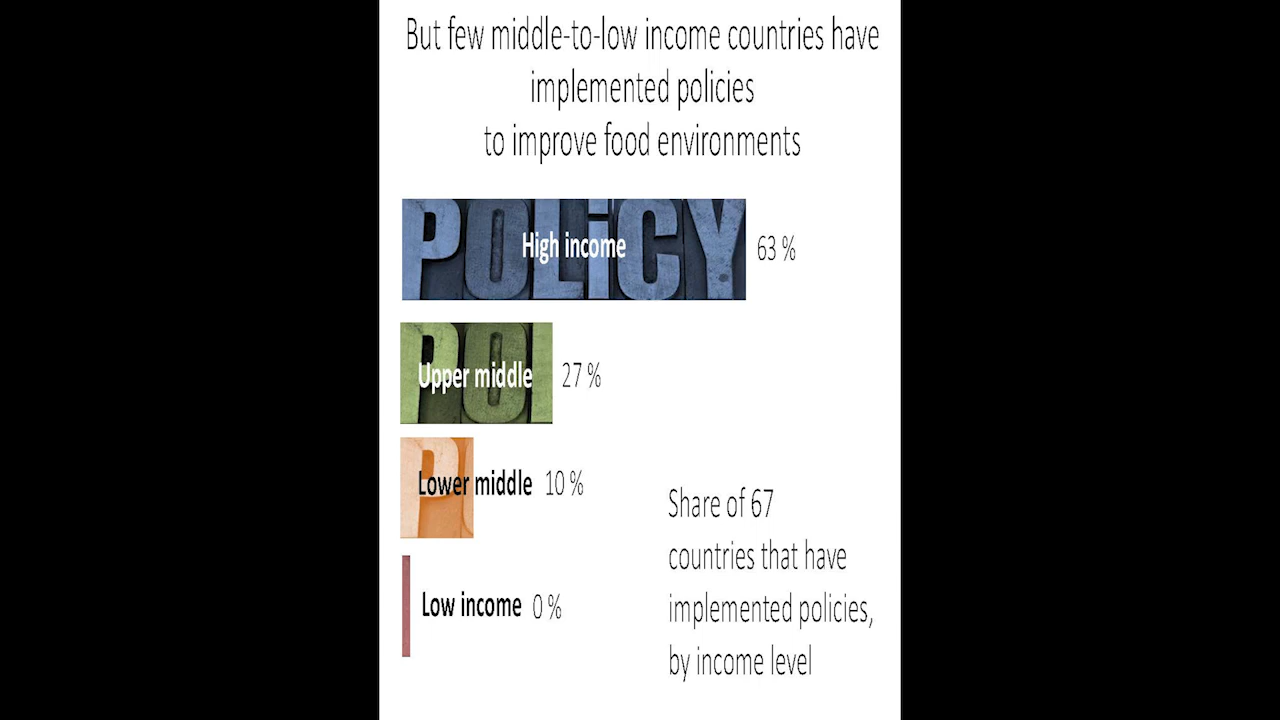 But few middle-to-low income countries have
implemented policies
to improve food environments
POLiCY
High income
63 %
POL
Upper middle
27 %
P
Lower middle
10 %
Low income
0 %
Share of 67
countries that have
implemented policies,
by income level